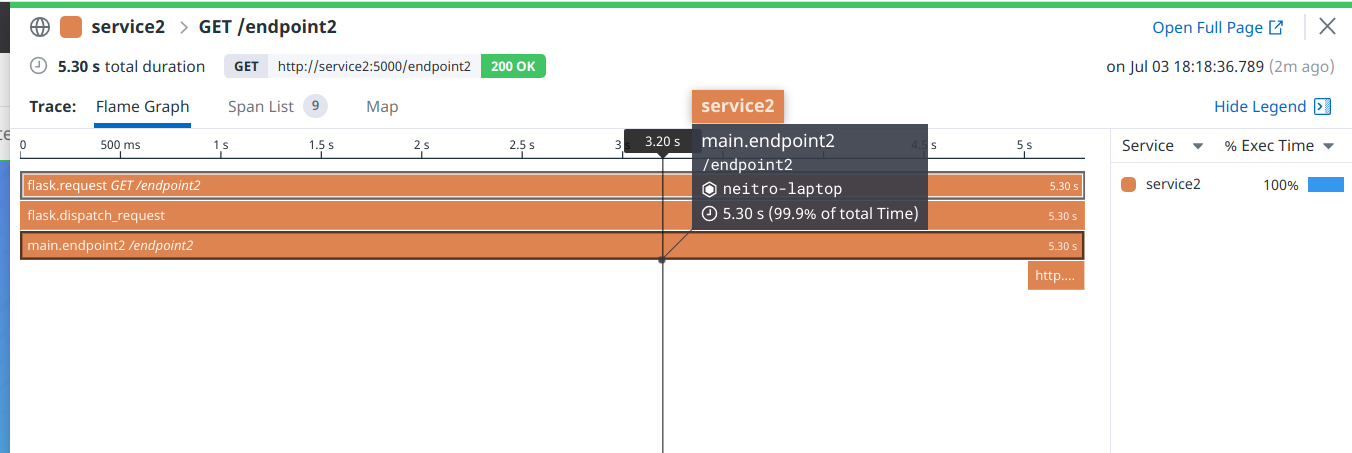 service2 > GET /endpoint2
Open Full Page
5.30 s total duration
GET http://service2:5000/endpoint2 200 OK
on Jul 03 18:18:36.789 (2m ago)
Trace: Flame Graph Span List 9 Map
Hide Legend
service2
main.endpoint2
/endpoint2
neitro-laptop
5.30 s (99.9% of total Time)
0 500 ms 1 s 1.5 s 2 s 2.5 s 3 s 3.20 s 4.5 s 5 s
Service % Exec Time
service2 100%
flask.request GET /endpoint2 5.30 s
flask.dispatch_request 5.30 s
main.endpoint2 /endpoint2 5.30 s
http....